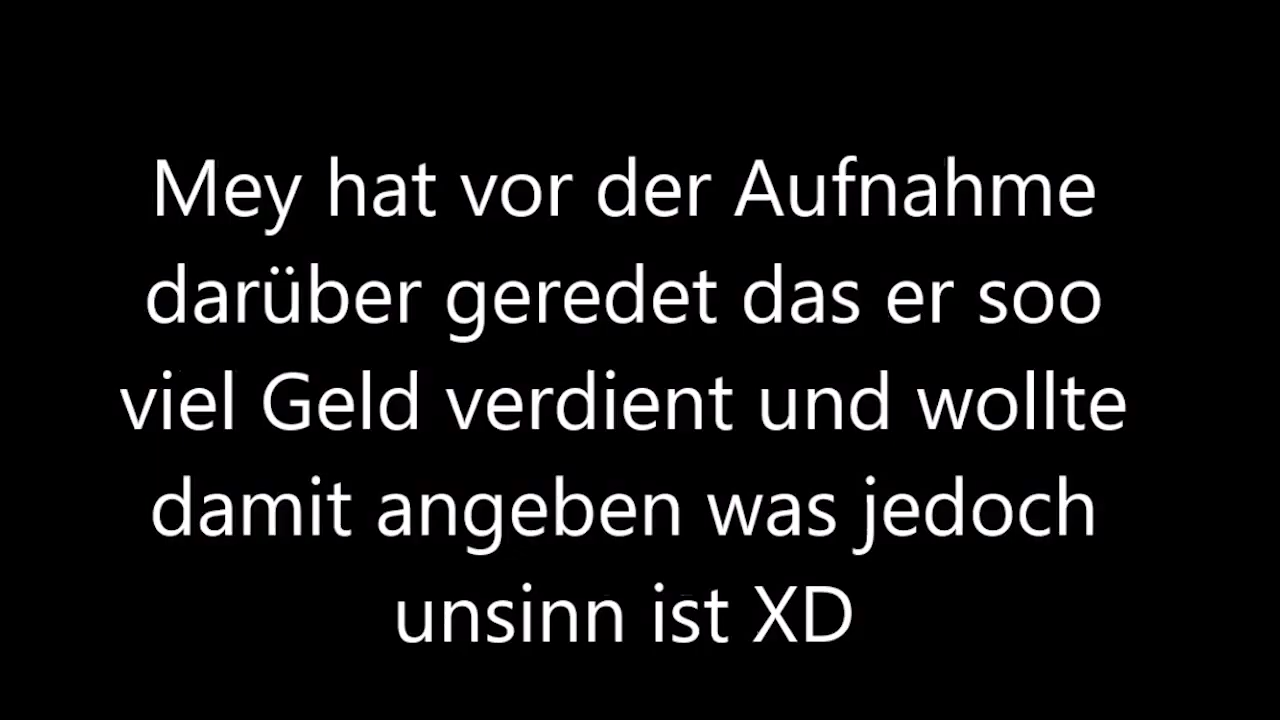 Mey hat vor der Aufnahme
darüber geredet das er soo
viel Geld verdient und wollte
damit angeben was jedoch
unsinn ist XD